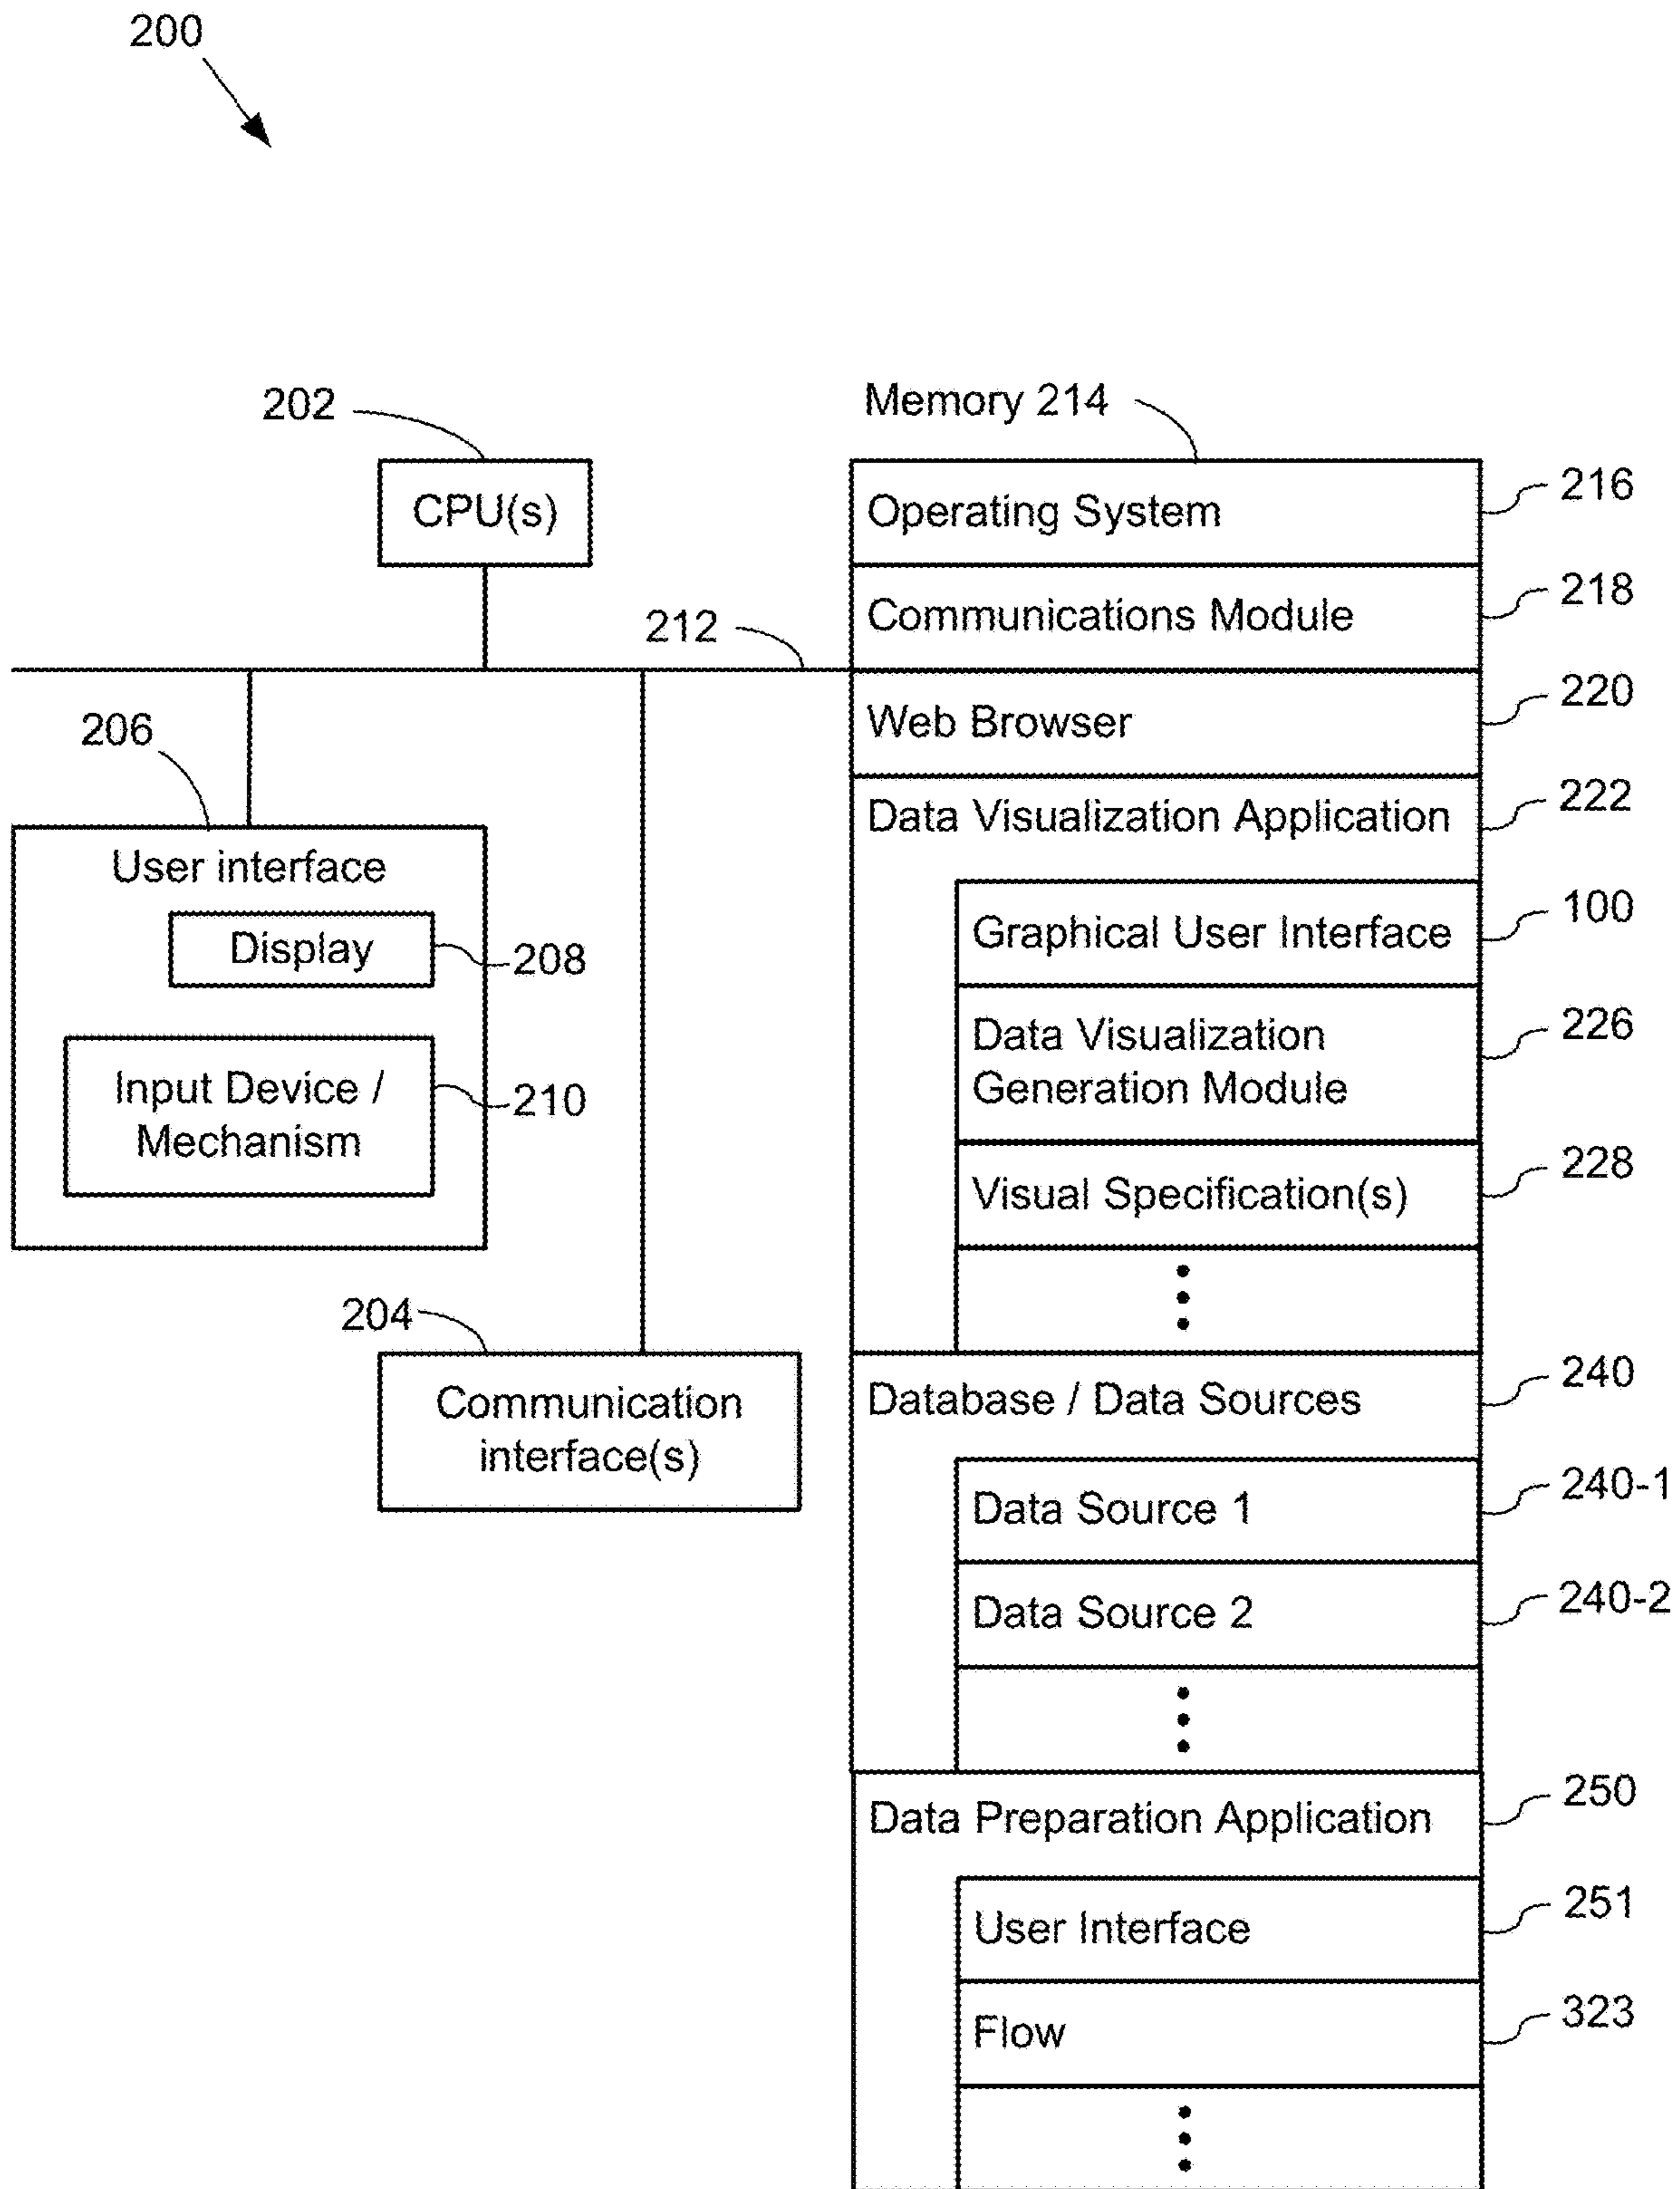 200
202
CPU(s)
212
206
User interface
Display
208
Input Device /
Mechanism
210
204
Communication
interface(s)
Memory 214
Operating System
216
Communications Module
218
Web Browser
220
Data Visualization Application
222
Graphical User Interface
100
Data Visualization
Generation Module
226
Visual Specification(s)
228
Database / Data Sources
240
Data Source 1
240-1
Data Source 2
240-2
Data Preparation Application
250
User Interface
251
Flow
323